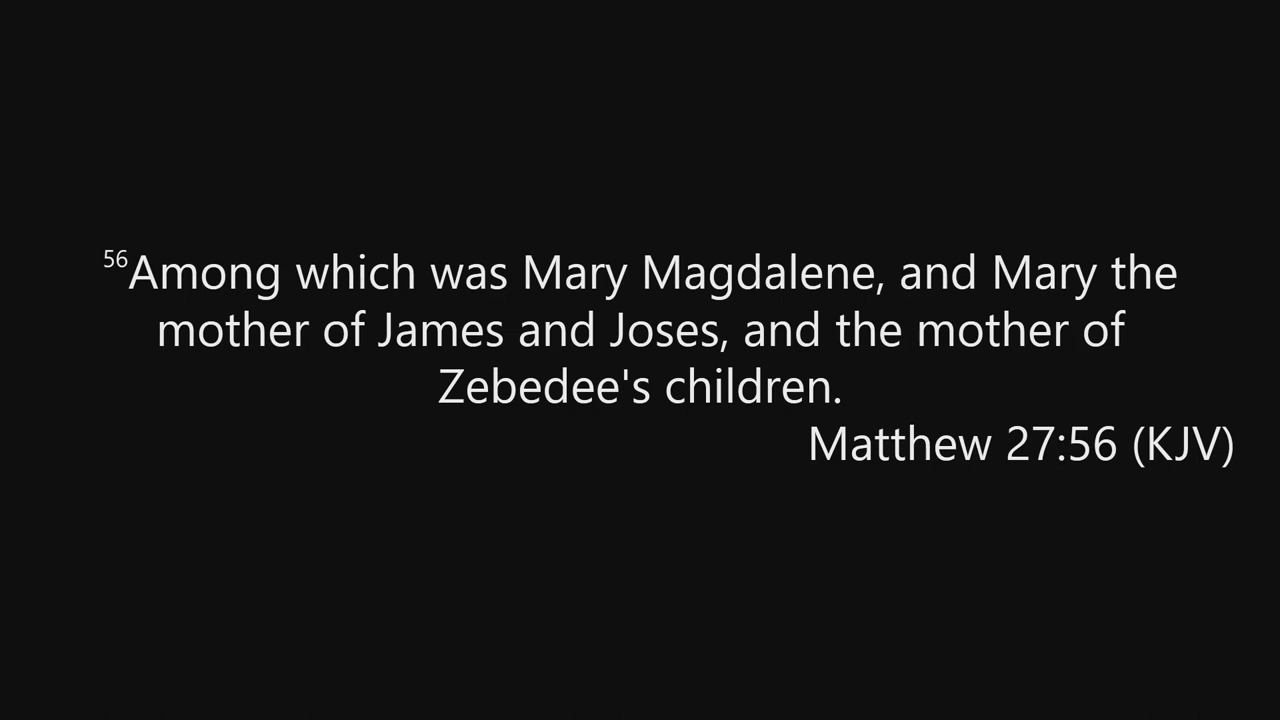 56Among which was Mary Magdalene, and Mary the
mother of James and Joses, and the mother of
Zebedee's children.
Matthew 27:56 (KJV)